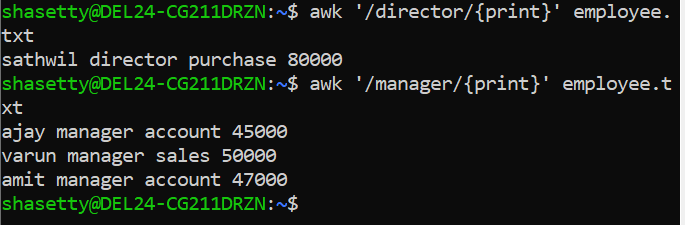 shasetty@DEL24-CG211DRZN:~$ awk '/director/{print}' employee.
txt
sathwil director purchase 80000
shasetty@DEL24-CG211DRZN:~$ awk '/manager/{print}' employee.t
xt
ajay manager account 45000
varun manager sales 50000
amit manager account 47000
shasetty@DEL24-CG211DRZN:~$